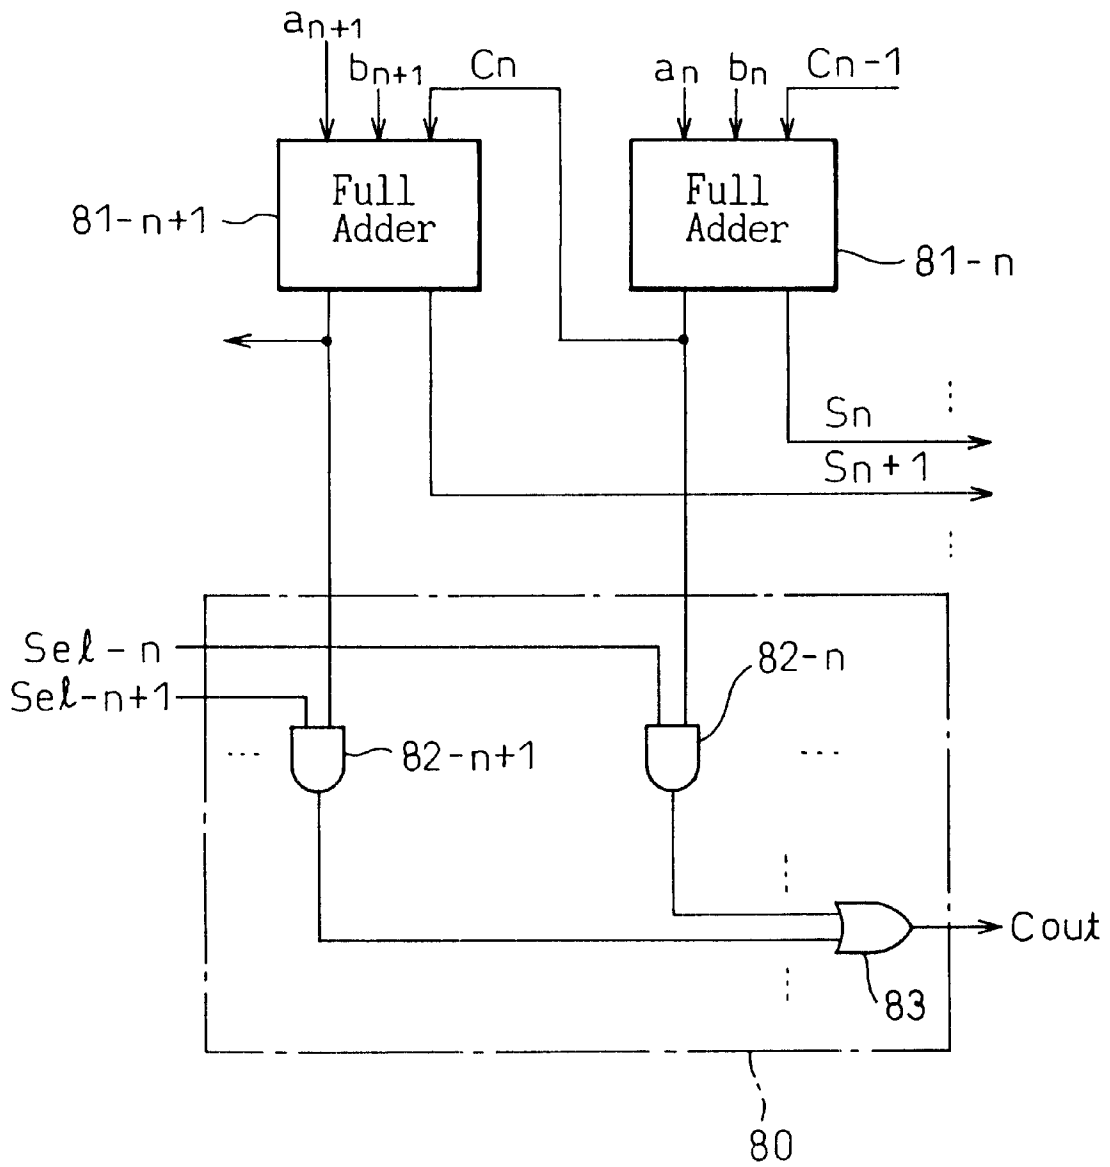 an+1
bn+1
Cn
an
bn
Cn-1
Full
Adder
Full
Adder
81-n+1
81-n
Sn
Sn+1
Sel-n
Sel-n+1
82-n
82-n+1
Cout
83
80